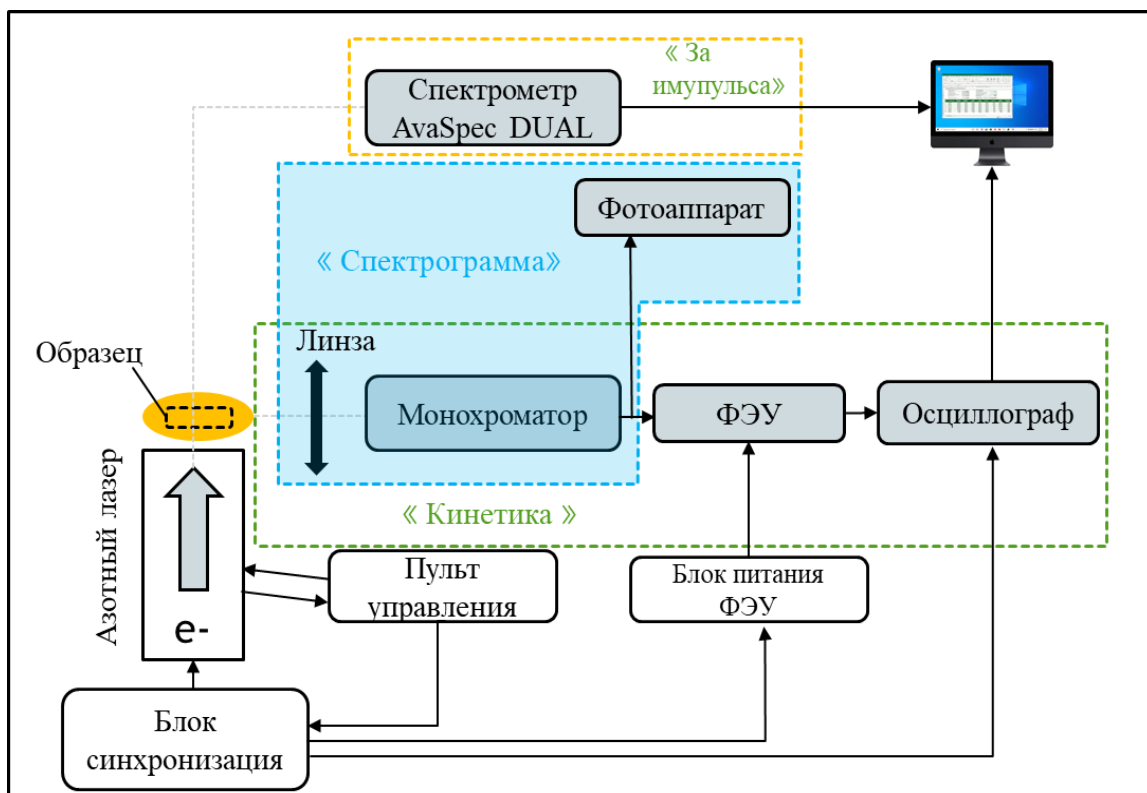 « За
имупульса»
Спектрометр
AvaSpec DUAL
Фотоаппарат
« Спектрограмма»
Линза
Образец
Монохроматор
ФЭУ
Осциллограф
« Кинетика »
Азотный лазер
e-
Пульт
управления
Блок питания
ФЭУ
Блок
синхронизация